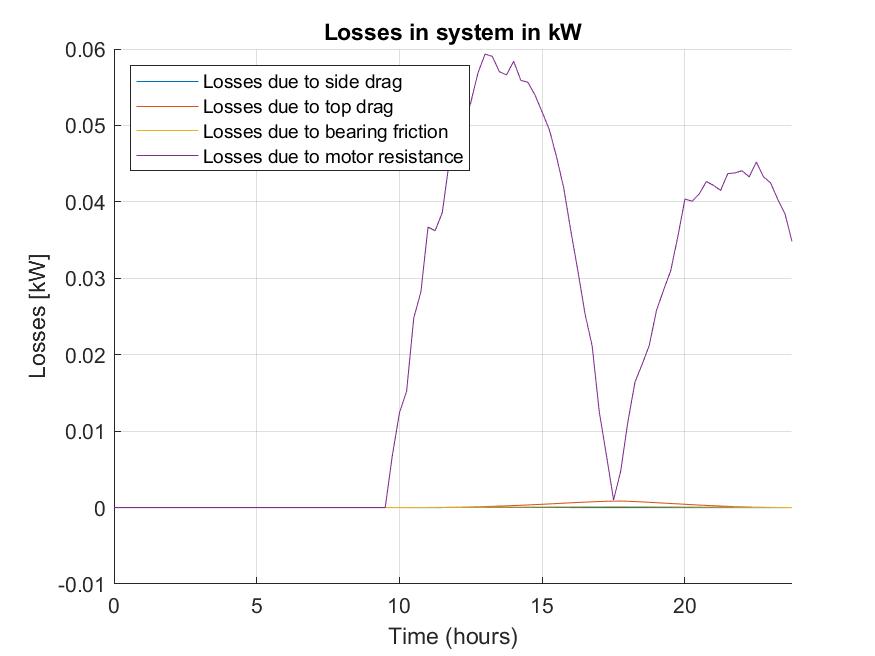 Losses in system in kW
0.06
0.05
0.04
0.03
0.02
0.01
0
-0.01
Losses [kW]
Losses due to side drag
Losses due to top drag
Losses due to bearing friction
Losses due to motor resistance
0 5 10 15 20
Time (hours)